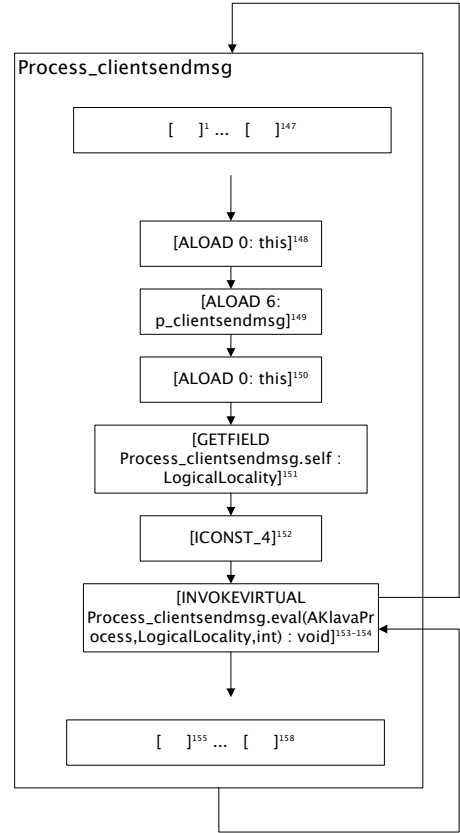 Process_clientsendmsg
[ ]¹ ... [ ]¹⁴⁷
[ALOAD 0: this]¹⁴⁸
[ALOAD 6:
p_clientsendmsg]¹⁴⁹
[ALOAD 0: this]¹⁵⁰
[GETFIELD
Process_clientsendmsg.self :
LogicalLocality]¹⁵¹
[ICONST_4]¹⁵²
[INVOKEVIRTUAL
Process_clientsendmsg.eval(AKlavaPr
ocess,LogicalLocality,int) : void]¹⁵³⁻¹⁵⁴
[ ]¹⁵⁵ ... [ ]¹⁵⁸